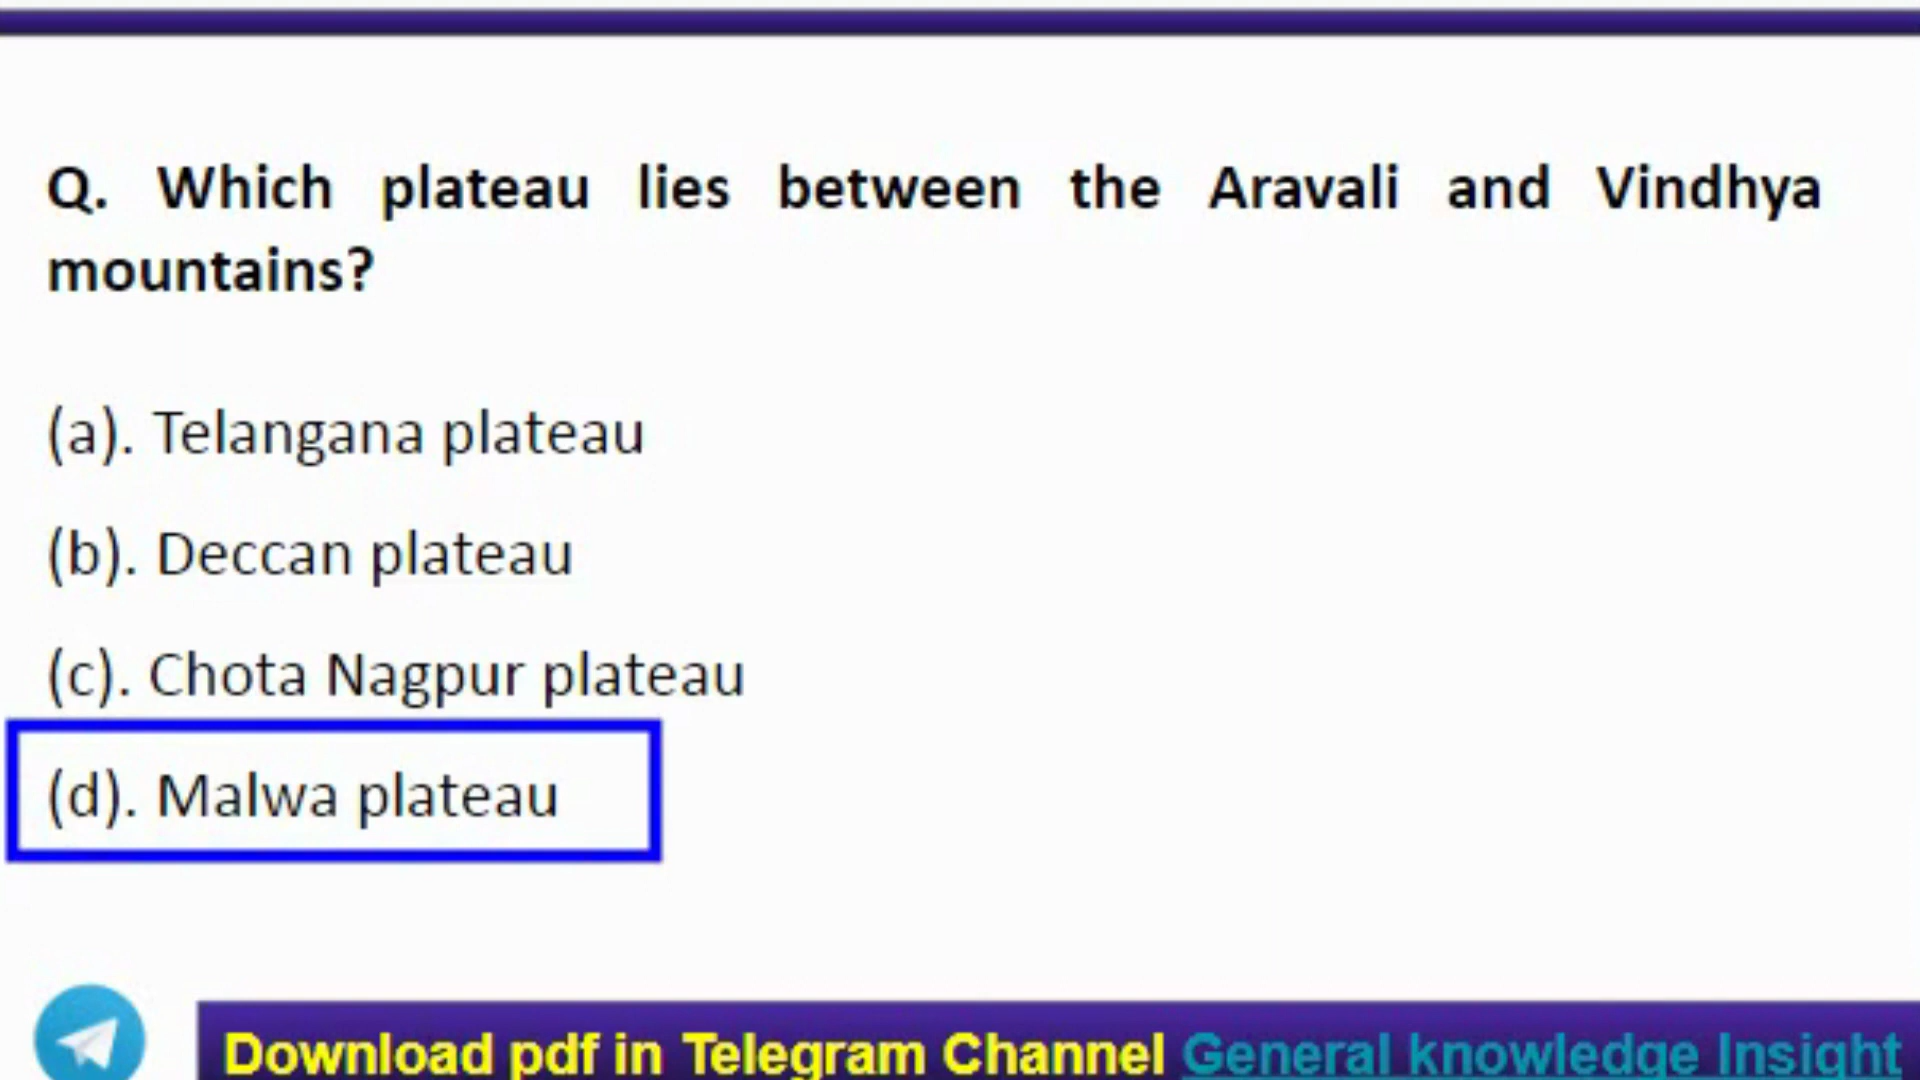 Q. Which plateau lies between the Aravali and Vindhya
mountains?
(a). Telangana plateau
(b). Deccan plateau
(c). Chota Nagpur plateau
(d). Malwa plateau
Download pdf in Telegram Channel General knowledge Insight